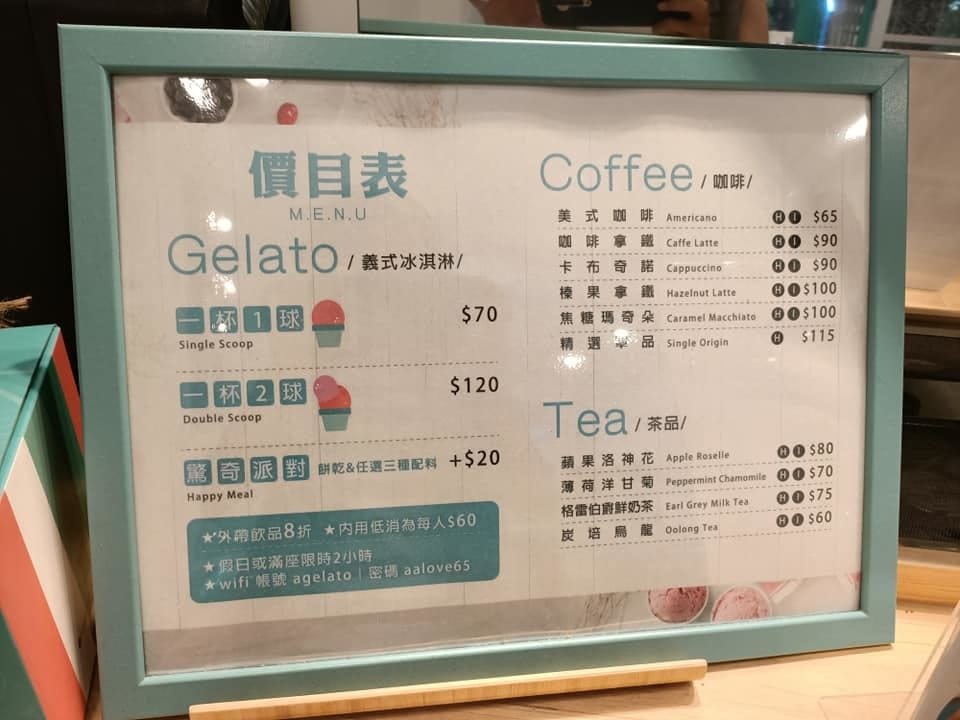 價目表
M.E.N.U
Gelato /義式冰淇淋/
一杯1球 $70
Single Scoop
一杯2球 $120
Double Scoop
驚奇派對 餅乾&任選三種配料 +$20
Happy Meal
★外帶飲品8折 ★內用低消為每人$60
★假日或滿座限時2小時
★wifi 帳號 agelato | 密碼 aalove65
Coffee /咖啡/
美式咖啡 Americano H I $65
咖啡拿鐵 Caffe Latte H I $90
卡布奇諾 Cappuccino H I $90
榛果拿鐵 Hazelnut Latte H I $100
焦糖瑪奇朵 Caramel Macchiato H I $100
精選單品 Single Origin H $115
Tea /茶品/
蘋果洛神花 Apple Roselle H I $80
薄荷洋甘菊 Peppermint Chamomile H I $70
格雷伯爵鮮奶茶 Earl Grey Milk Tea H I $75
炭培烏龍 Oolong Tea H I $60